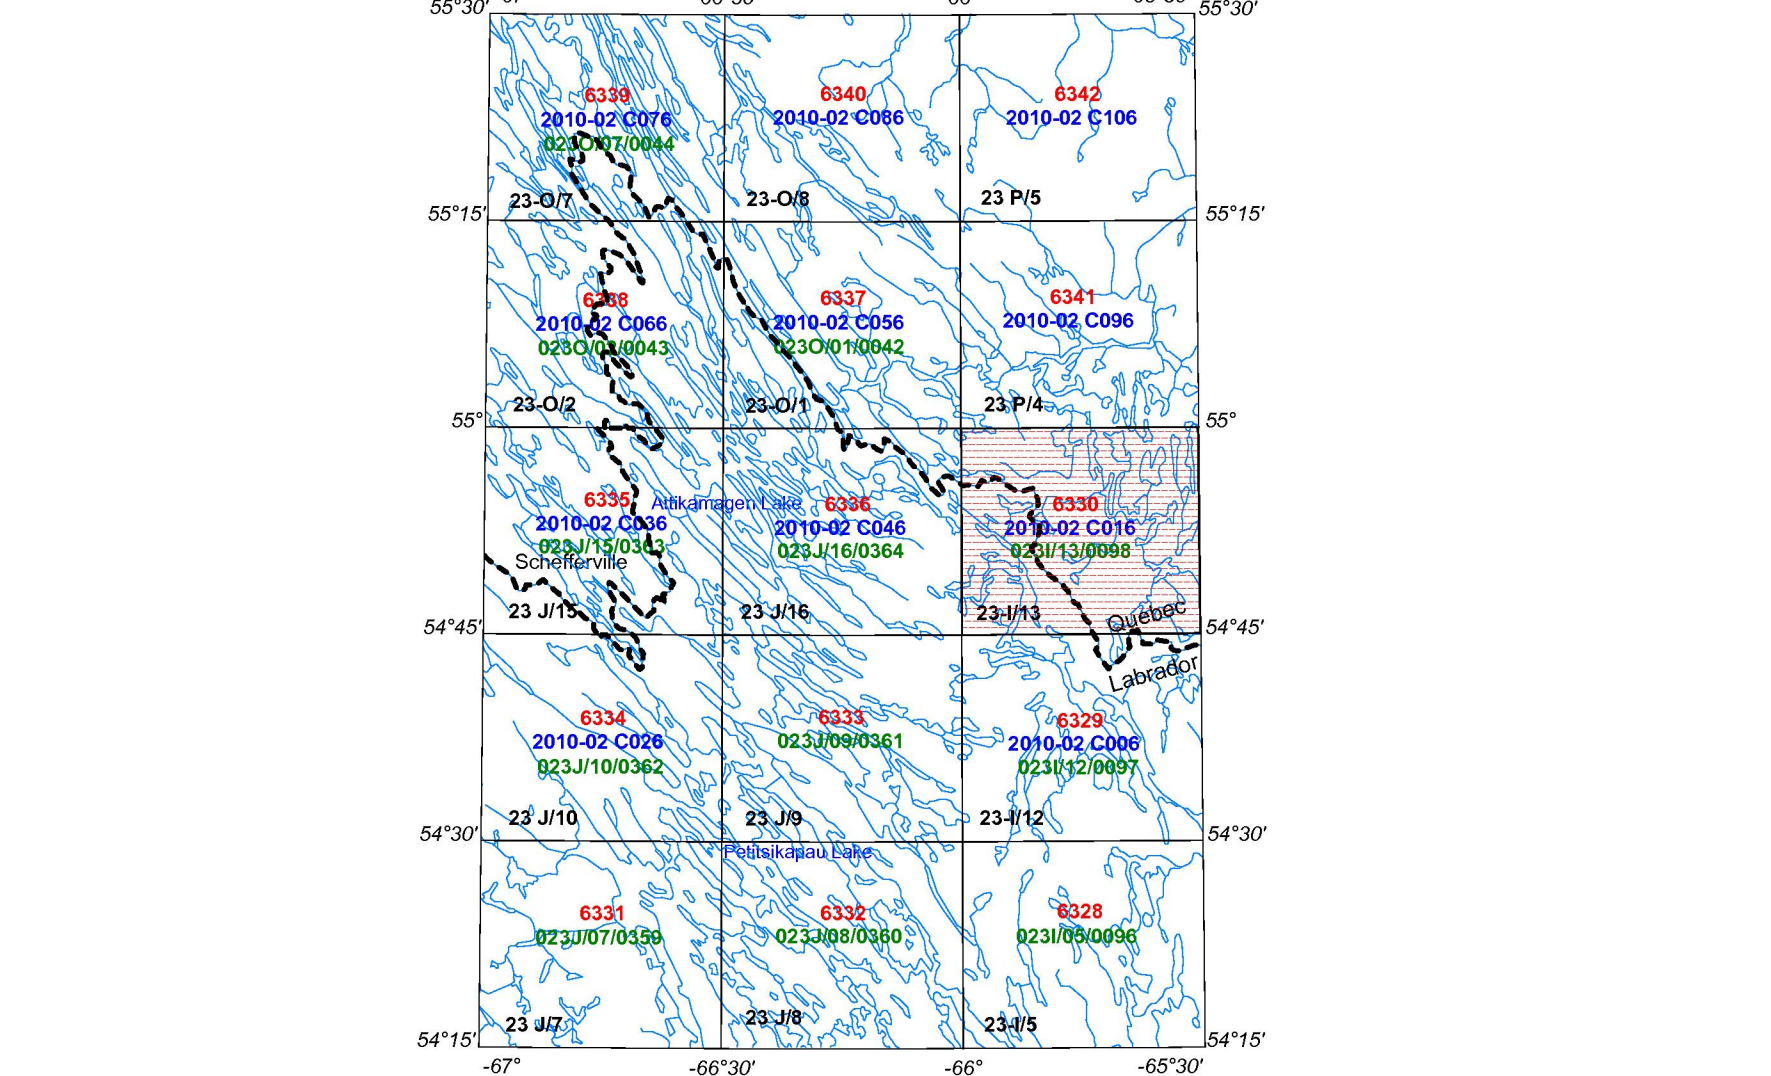 55°30'
55°30'
6339
2010-02 C076
023O/07/0044
23-O/7
6340
2010-02 C086
23-O/8
6342
2010-02 C106
23 P/5
55°15'
55°15'
6338
2010-02 C066
023O/02/0043
23-O/2
6337
2010-02 C056
023O/01/0042
23-O/1
6341
2010-02 C096
23 P/4
55°
55°
6335
2010-02 C036
023J/15/0363
Schefferville
23 J/15
Attikamagen Lake
6336
2010-02 C046
023J/16/0364
23 J/16
6330
2010-02 C016
023I/13/0098
23-I/13
Quebec
Labrador
54°45'
54°45'
6334
2010-02 C026
023J/10/0362
23 J/10
6333
023J/09/0361
23 J/9
6329
2010-02 C006
023I/12/0097
23-I/12
54°30'
54°30'
Petitsikapau Lake
6331
023J/07/0359
23 J/7
6332
023J/08/0360
23 J/8
6328
023I/05/0096
23-I/5
54°15'
54°15'
-67°
-66°30'
-66°
-65°30'